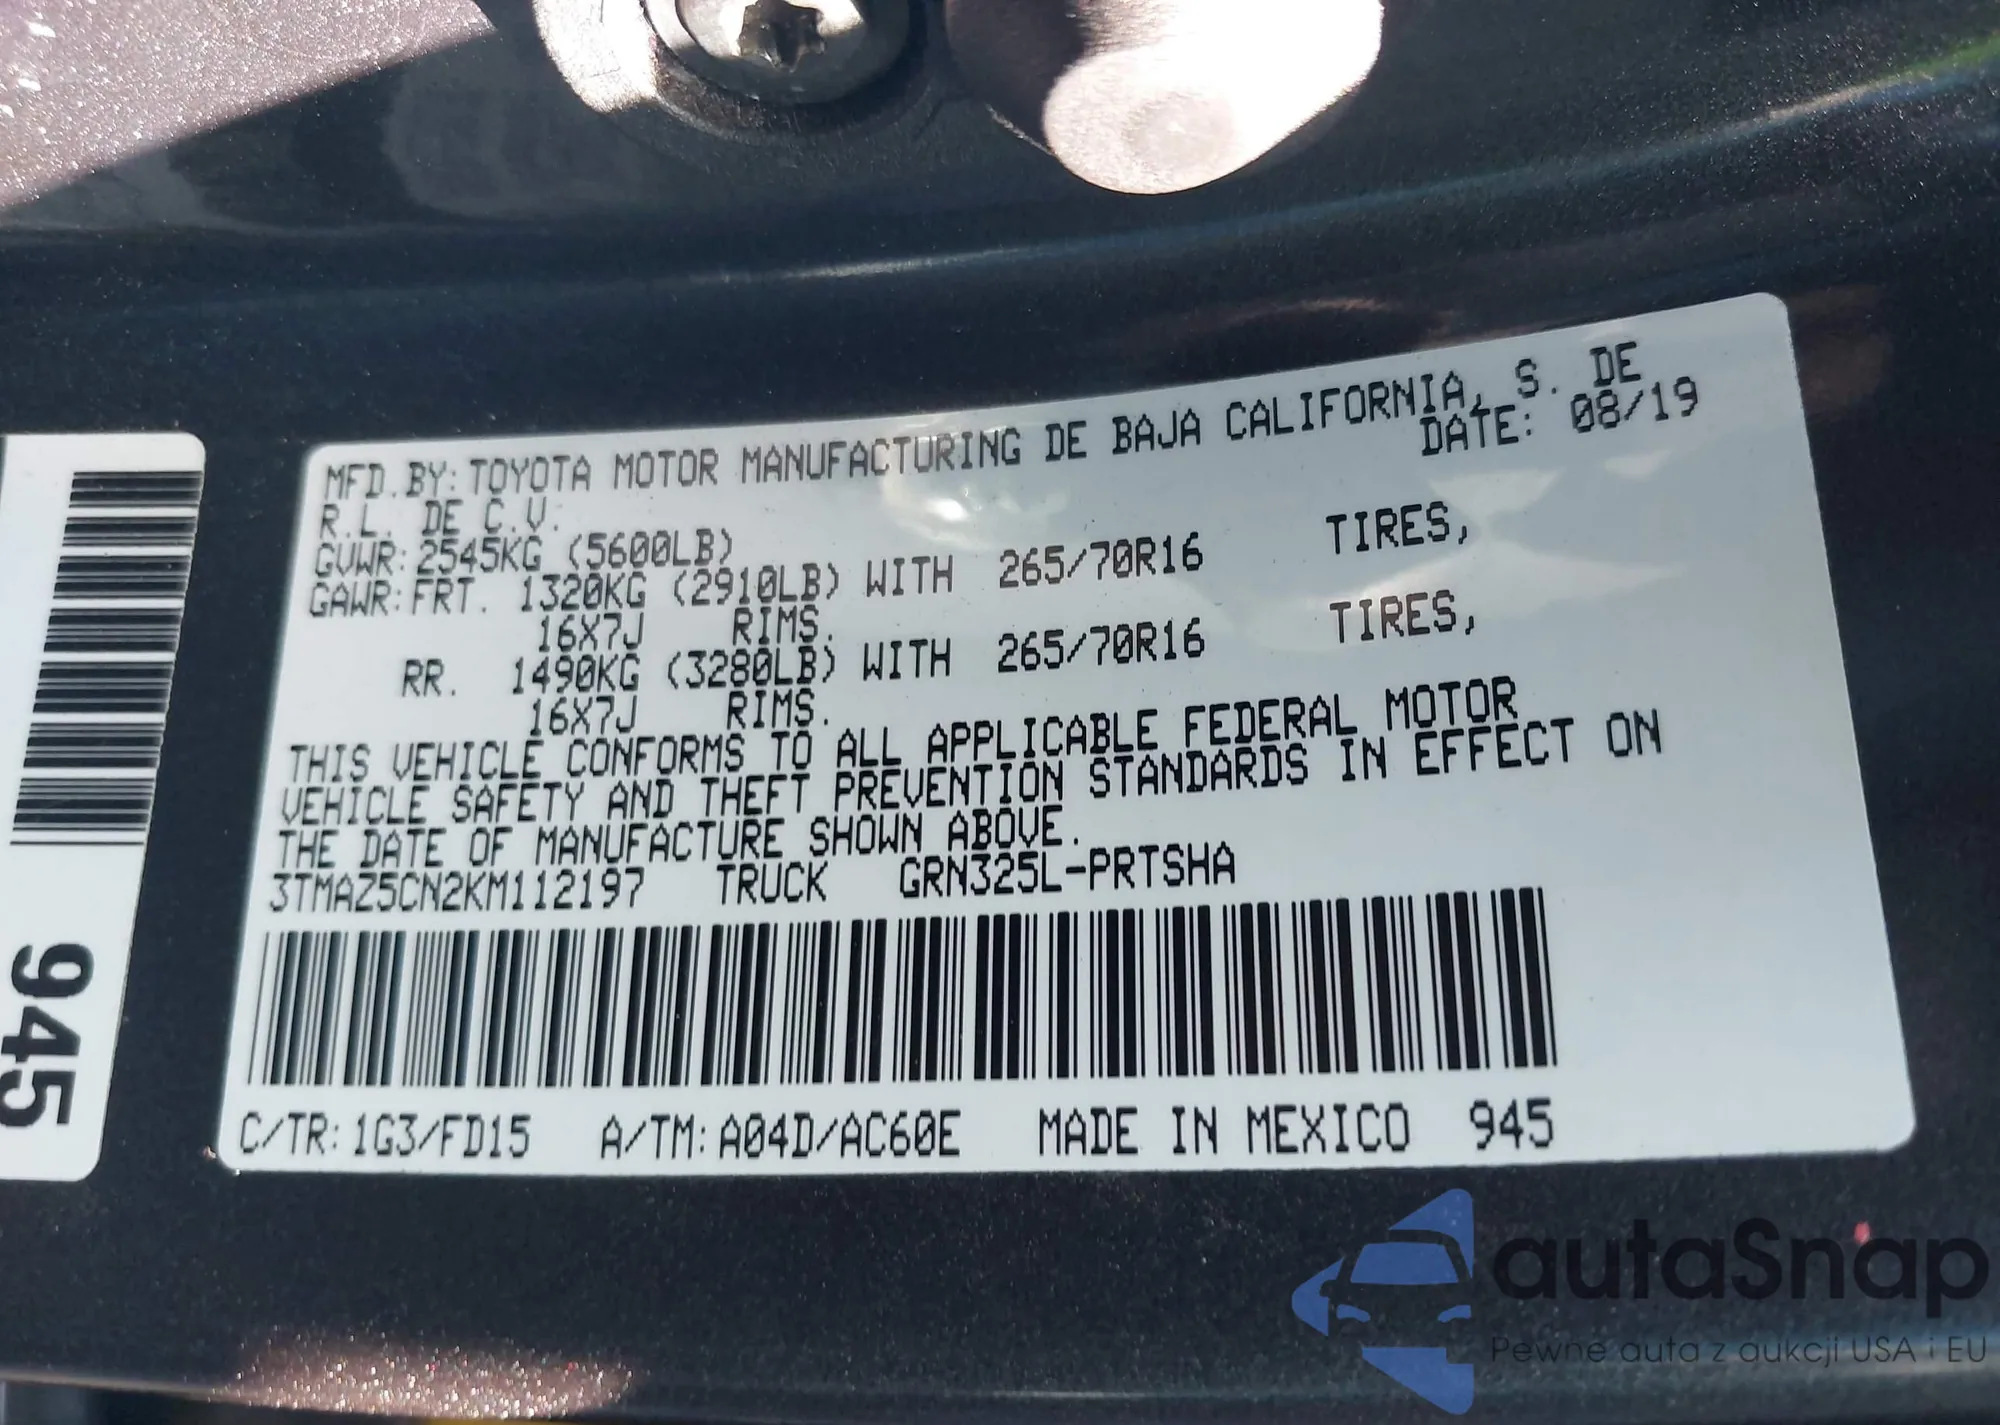 MFD.BY:TOYOTA MOTOR MANUFACTURING DE BAJA CALIFORNIA, S. DE
R.L. DE C.V. DATE: 08/19
GVWR:2545KG (5600LB)
GAWR:FRT. 1320KG (2910LB) WITH 265/70R16 TIRES,
16X7J RIMS.
RR. 1490KG (3280LB) WITH 265/70R16 TIRES,
16X7J RIMS.
THIS VEHICLE CONFORMS TO ALL APPLICABLE FEDERAL MOTOR
VEHICLE SAFETY AND THEFT PREVENTION STANDARDS IN EFFECT ON
THE DATE OF MANUFACTURE SHOWN ABOVE.
3TMAZ5CN2KM112197 TRUCK GRN325L-PRTSHA
C/TR:1G3/FD15 A/TM:A04D/AC60E MADE IN MEXICO 945
945
autaSnap
Pewne auta z aukcji USA i EU